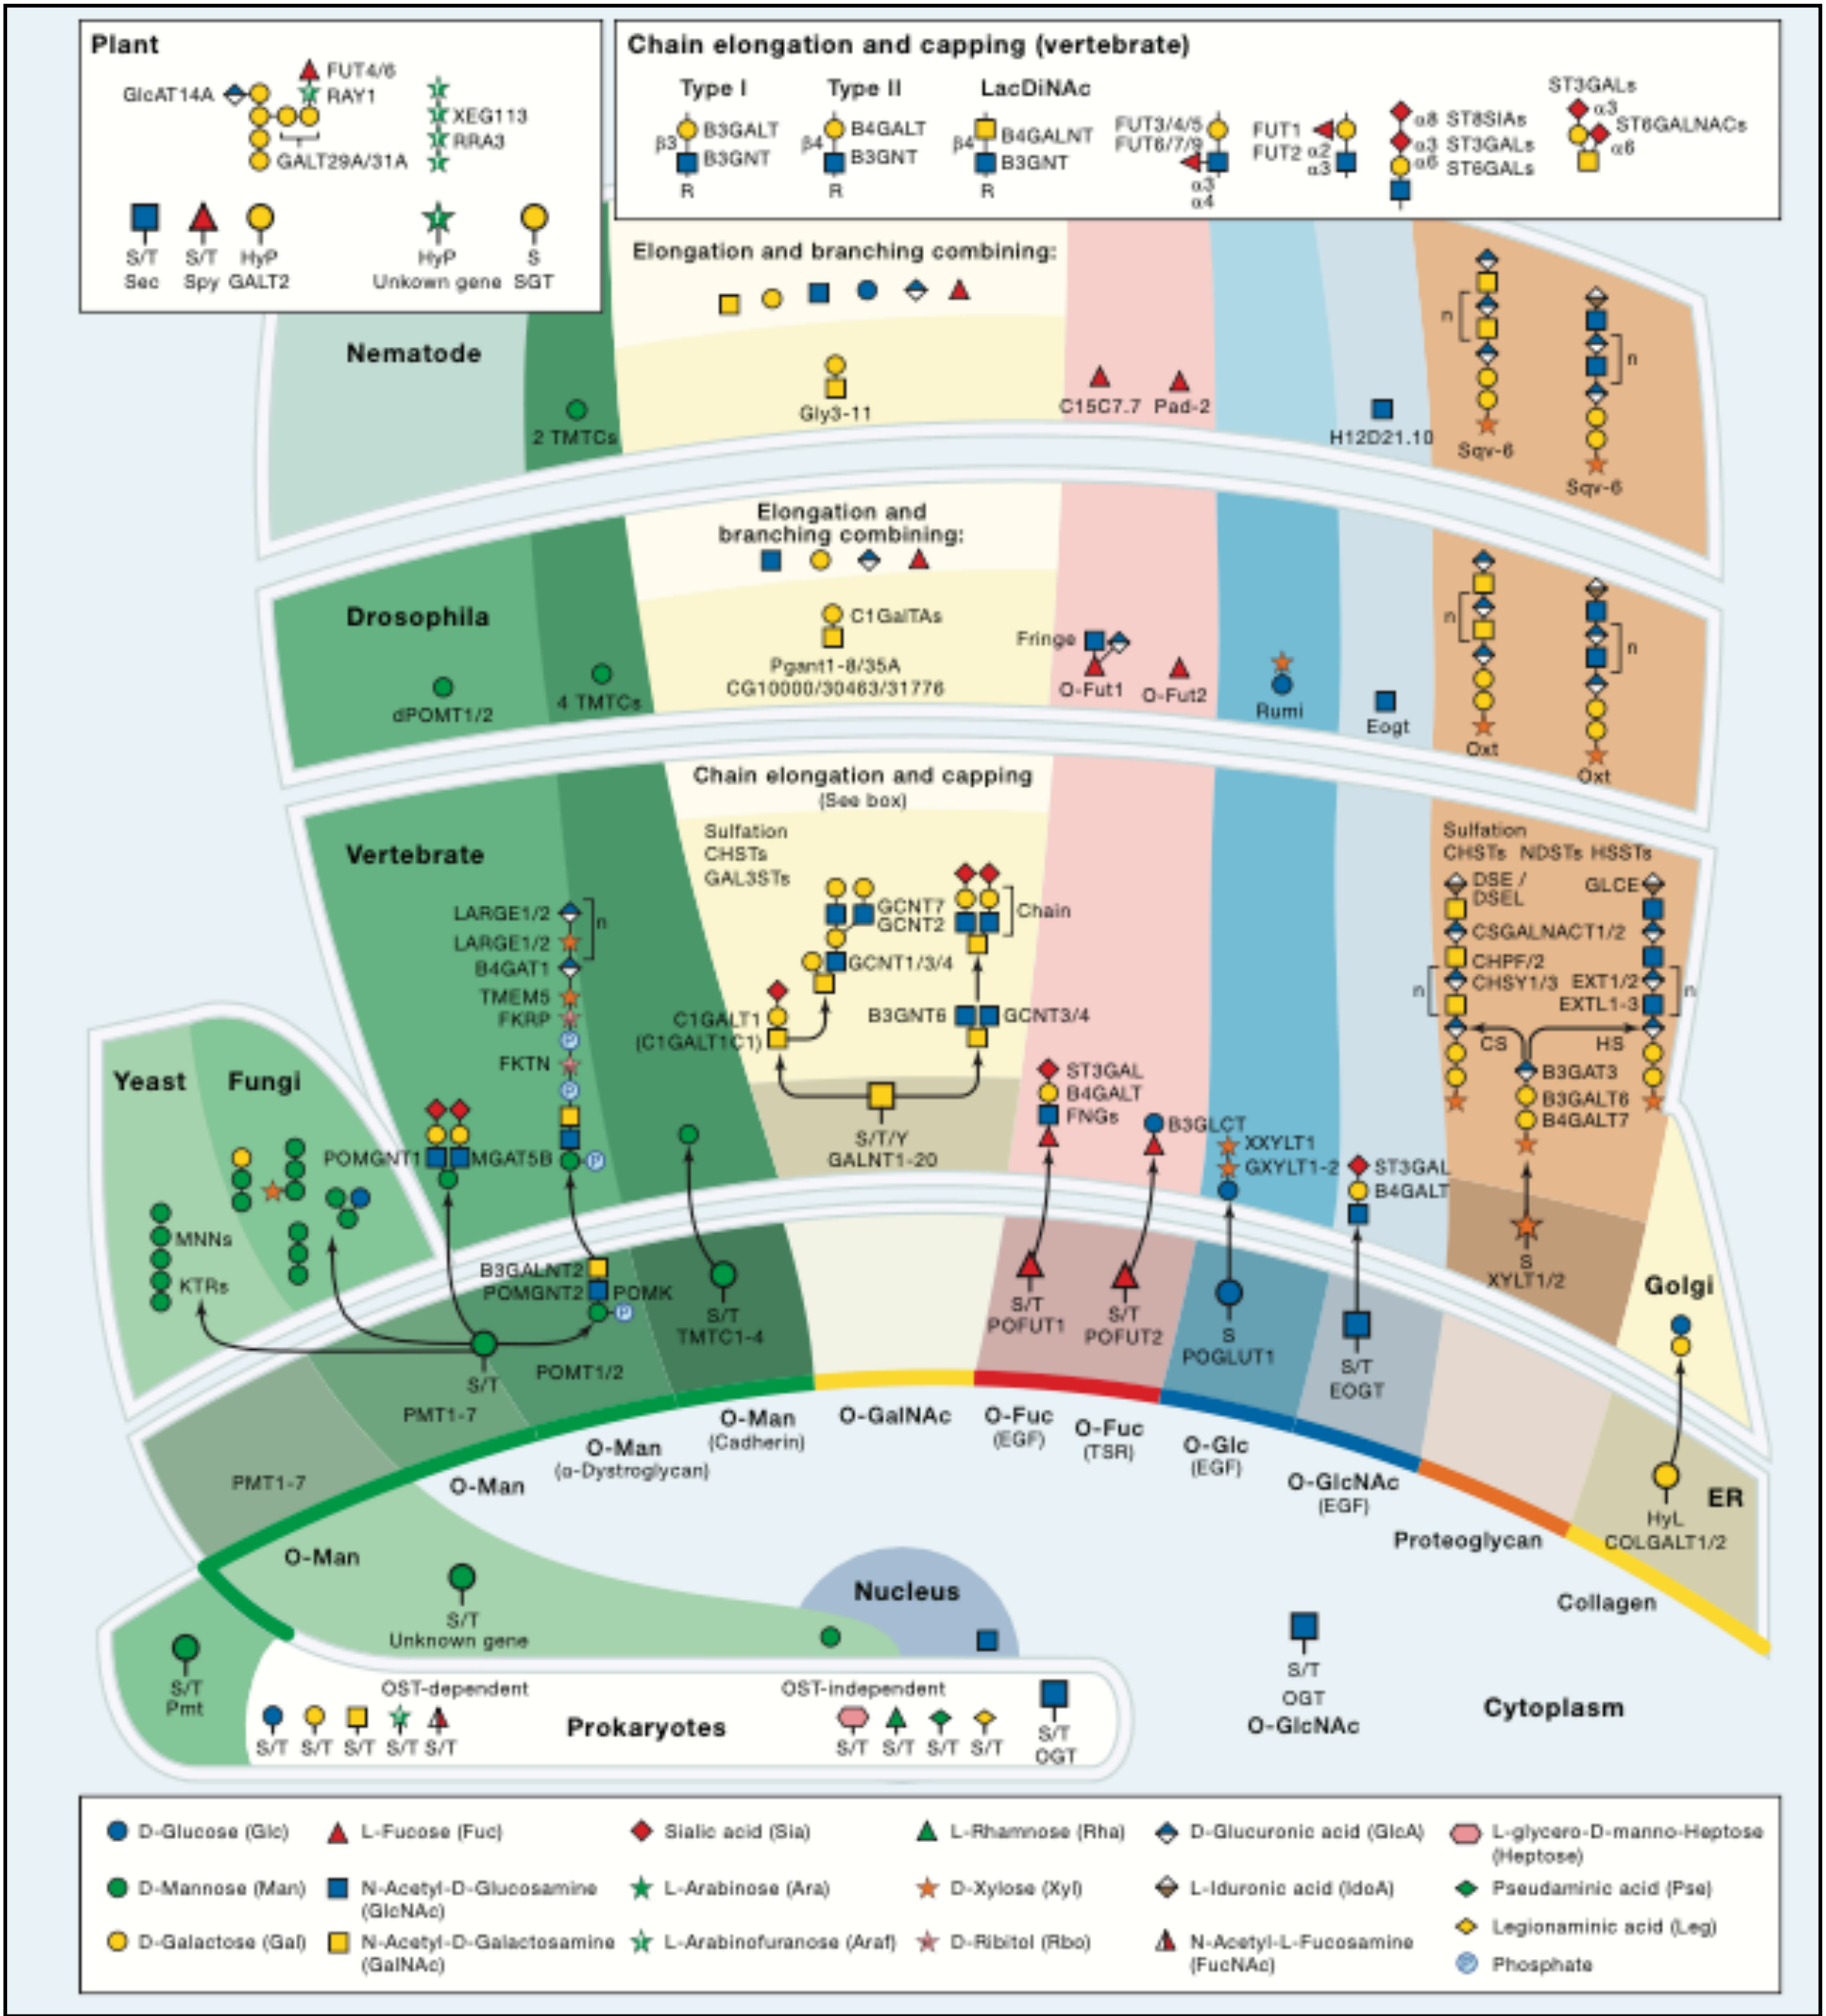 Plant
GlcAT14A
FUT4/6
RAY1
GALT29A/31A
XEG113
RRA3
S/T
Sec
S/T
Spy
HyP
GALT2
HyP
Unkown gene
S
SGT
Chain elongation and capping (vertebrate)
Type I
β3
B3GALT
B3GNT
R
Type II
β4
B4GALT
B3GNT
R
LacDiNAc
β4
B4GALNT
B3GNT
R
FUT3/4/5
FUT6/7/9
α3
α4
FUT1
FUT2
α2
α3
α8 ST8SIAs
α3 ST3GALs
α6 ST6GALs
ST3GALs
α3
ST6GALNACs
α6
Nematode
2 TMTCs
Elongation and branching combining:
Gly3-11
C15C7.7
Pad-2
H12D21.10
n
Sqv-6
n
Sqv-6
Drosophila
dPOMT1/2
4 TMTCs
Elongation and
branching combining:
C1GalTAs
Pgant1-8/35A
CG10000/30463/31776
Fringe
O-Fut1
O-Fut2
Rumi
Eogt
n
Oxt
n
Oxt
Vertebrate
LARGE1/2
n
LARGE1/2
B4GAT1
TMEM5
FKRP
P
FKTN
P
POMGNT1
MGAT5B
P
Chain elongation and capping
(See box)
Sulfation
CHSTs
GAL3STs
GCNT7
GCNT2
Chain
GCNT1/3/4
C1GALT1
(C1GALT1C1)
B3GNT6
GCNT3/4
S/T/Y
GALNT1-20
ST3GAL
B4GALT
FNGs
B3GLCT
XXYLT1
GXYLT1-2
ST3GAL
B4GALT
Sulfation
CHSTs NDSTs HSSTs
DSE /
DSEL
GLCE
CSGALNACT1/2
CHPF/2
CHSY1/3
EXT1/2
EXTL1-3
n
n
CS
HS
B3GAT3
B3GALT6
B4GALT7
S
XYLT1/2
Yeast
Fungi
MNNs
KTRs
Golgi
B3GALNT2
POMGNT2
POMK
P
S/T
POMT1/2
PMT1-7
PMT1-7
S/T
TMTC1-4
S/T
POFUT1
S/T
POFUT2
S
POGLUT1
S/T
EOGT
HyL
COLGALT1/2
ER
O-Man
O-Man
O-Man
(α-Dystroglycan)
O-Man
(Cadherin)
O-GalNAc
O-Fuc
(EGF)
O-Fuc
(TSR)
O-Glc
(EGF)
O-GlcNAc
(EGF)
Proteoglycan
Collagen
S/T
Unknown gene
Nucleus
S/T
OGT
O-GlcNAc
Cytoplasm
S/T
Pmt
OST-dependent
S/T S/T S/T S/T S/T
Prokaryotes
OST-independent
S/T S/T S/T S/T
S/T
OGT
D-Glucose (Glc)
L-Fucose (Fuc)
Sialic acid (Sia)
L-Rhamnose (Rha)
D-Glucuronic acid (GlcA)
L-glycero-D-manno-Heptose
(Heptose)
D-Mannose (Man)
N-Acetyl-D-Glucosamine
(GlcNAc)
L-Arabinose (Ara)
D-Xylose (Xyl)
L-Iduronic acid (IdoA)
Pseudaminic acid (Pse)
Legionaminic acid (Leg)
D-Galactose (Gal)
N-Acetyl-D-Galactosamine
(GalNAc)
L-Arabinofuranose (Araf)
D-Ribitol (Rbo)
N-Acetyl-L-Fucosamine
(FucNAc)
P
Phosphate